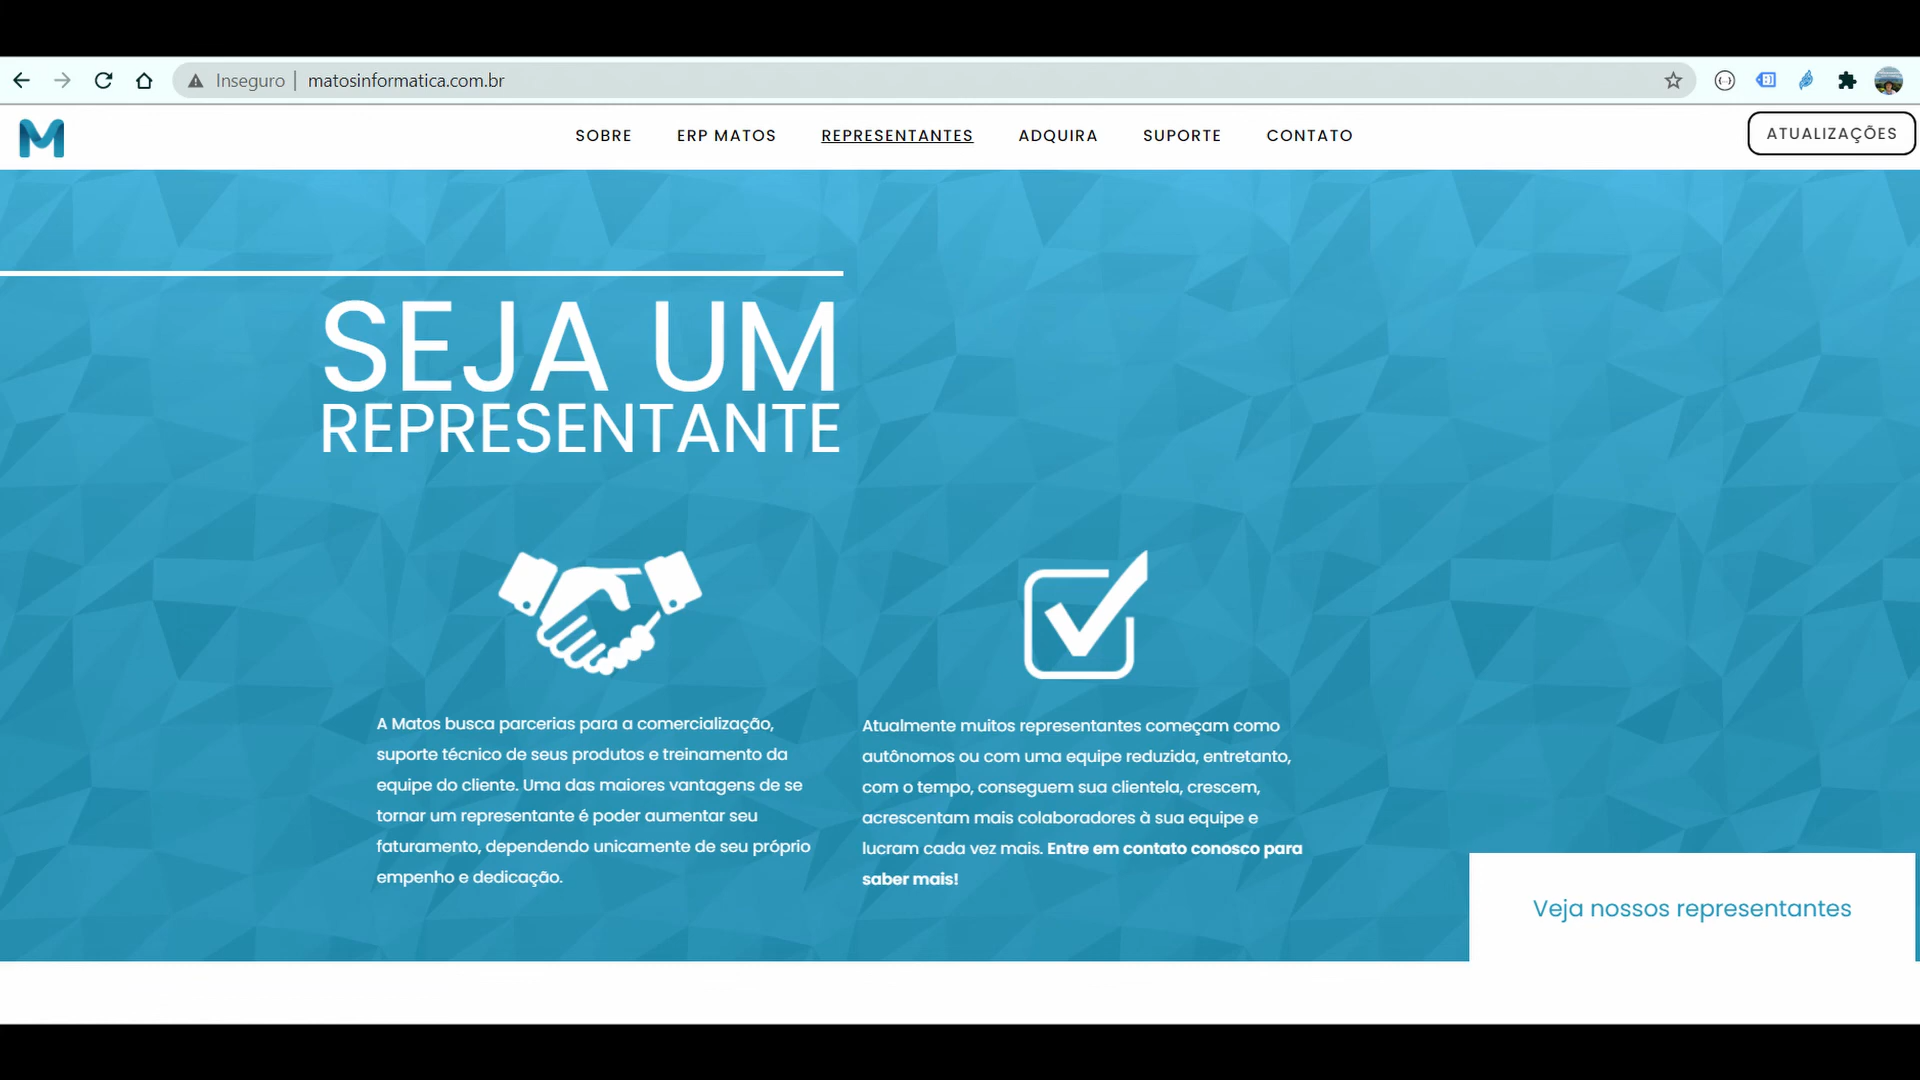 Inseguro | matosinformatica.com.br
M
SOBRE ERP MATOS REPRESENTANTES ADQUIRA SUPORTE CONTATO ATUALIZAÇÕES
SEJA UM
REPRESENTANTE
A Matos busca parcerias para a comercialização,
suporte técnico de seus produtos e treinamento da
equipe do cliente. Uma das maiores vantagens de se
tornar um representante é poder aumentar seu
faturamento, dependendo unicamente de seu próprio
empenho e dedicação.
Atualmente muitos representantes começam como
autônomos ou com uma equipe reduzida, entretanto,
com o tempo, conseguem sua clientela, crescem,
acrescentam mais colaboradores à sua equipe e
lucram cada vez mais. Entre em contato conosco para
saber mais!
Veja nossos representantes